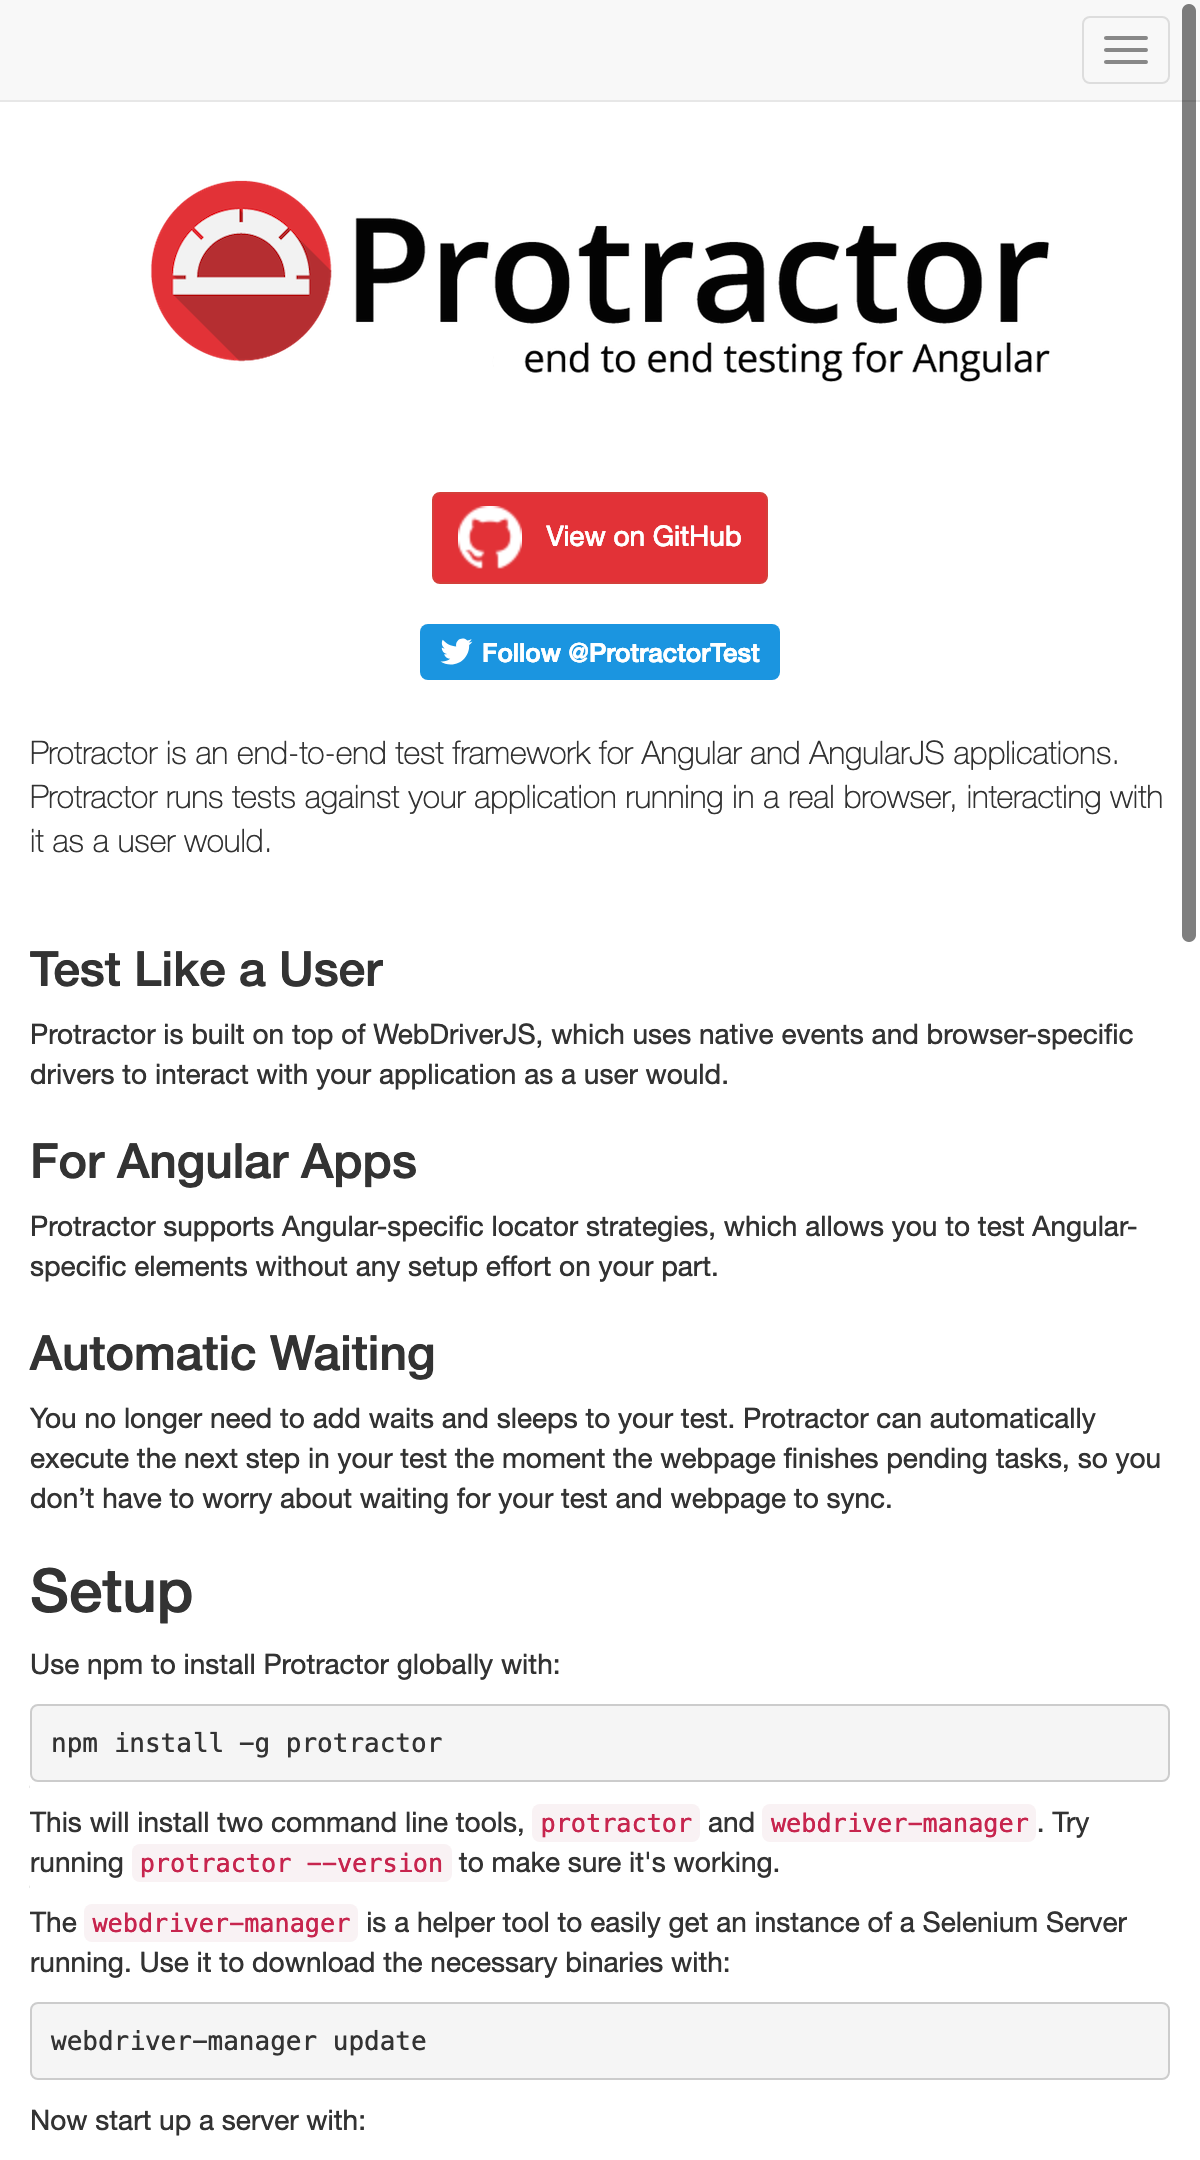 Protractor
end to end testing for Angular
View on GitHub
Follow @ProtractorTest
Protractor is an end-to-end test framework for Angular and AngularJS applications.
Protractor runs tests against your application running in a real browser, interacting with
it as a user would.
Test Like a User
Protractor is built on top of WebDriverJS, which uses native events and browser-specific
drivers to interact with your application as a user would.
For Angular Apps
Protractor supports Angular-specific locator strategies, which allows you to test Angular-
specific elements without any setup effort on your part.
Automatic Waiting
You no longer need to add waits and sleeps to your test. Protractor can automatically
execute the next step in your test the moment the webpage finishes pending tasks, so you
don’t have to worry about waiting for your test and webpage to sync.
Setup
Use npm to install Protractor globally with:
npm install -g protractor
This will install two command line tools, protractor and webdriver-manager. Try
running protractor --version to make sure it's working.
The webdriver-manager is a helper tool to easily get an instance of a Selenium Server
running. Use it to download the necessary binaries with:
webdriver-manager update
Now start up a server with: